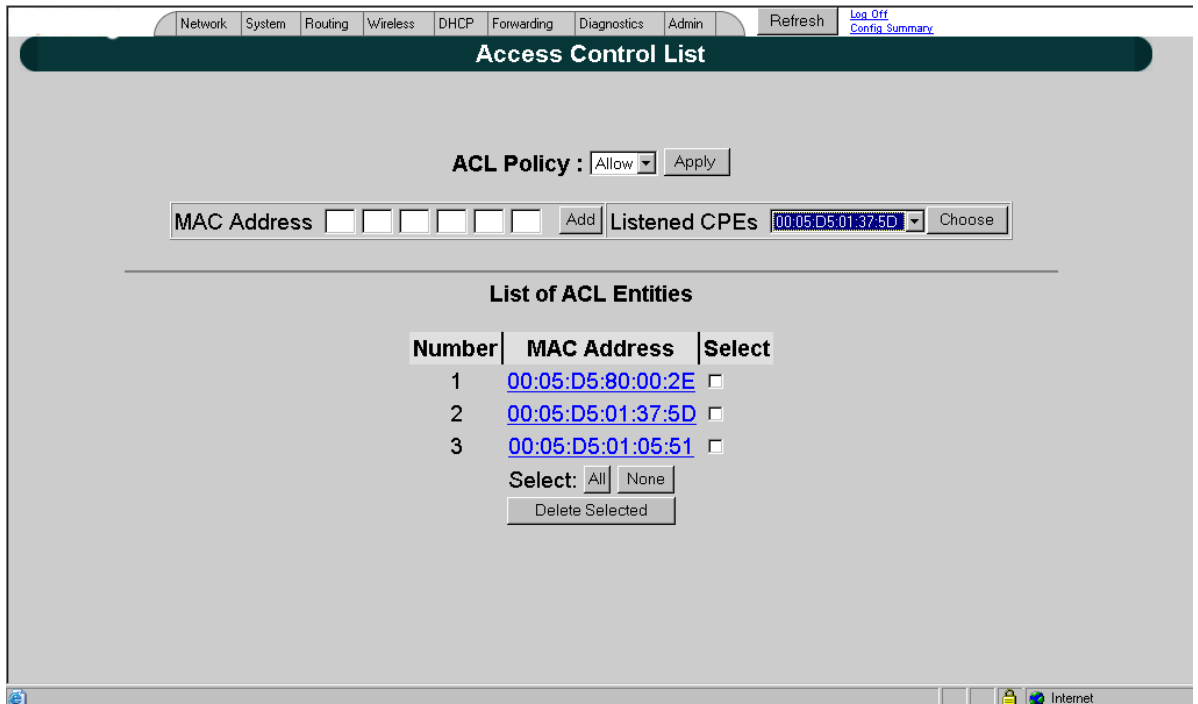 Network System Routing Wireless DHCP Forwarding Diagnostics Admin Refresh Log Off
Config Summary
Access Control List
ACL Policy : Allow Apply
MAC Address Add Listened CPEs 00:05:D5:01:37:5D Choose
List of ACL Entities
Number MAC Address Select
1 00:05:D5:80:00:2E
2 00:05:D5:01:37:5D
3 00:05:D5:01:05:51
Select: All None
Delete Selected
Internet